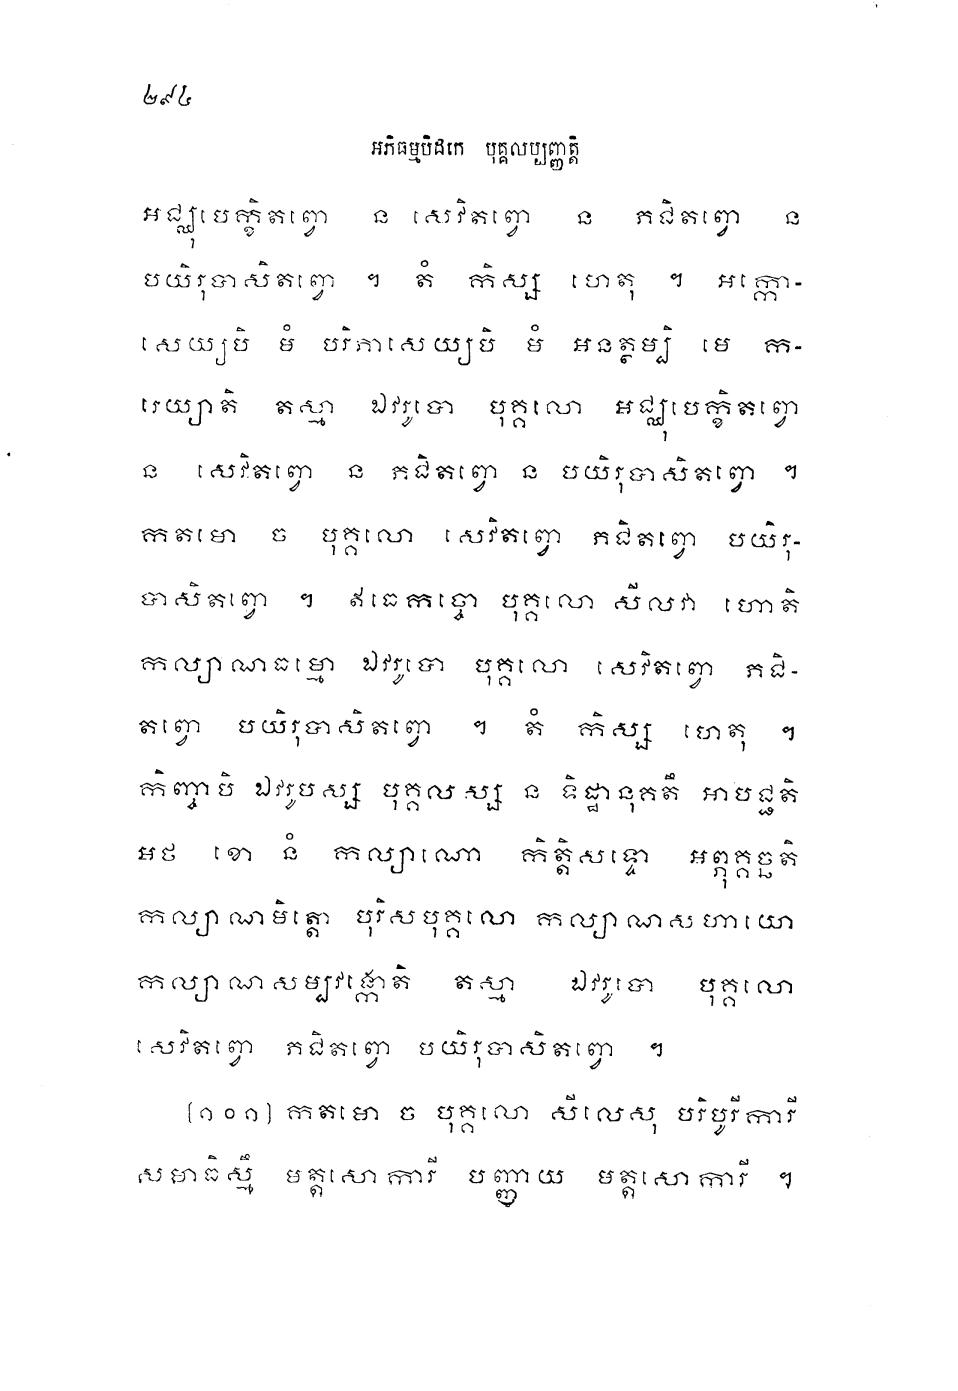 ២៩៤
អភិធម្មបិដកេ បុគ្គលប្បញ្ញត្តិ
អជ្ឈុបេក្ខិតព្វោ ន សេវិតព្វោ ន ភជិតព្វោ ន
បយិរុបាសិតព្វោ ។ តំ កិស្ស ហេតុ ។ អក្កោ-
សេយ្យបិ មំ បរិភាសេយ្យបិ មំ អនត្ថម្បិ មេ ក-
រេយ្យាតិ តស្មា ឯវរូបោ បុគ្គលោ អជ្ឈុបេក្ខិតព្វោ
ន សេវិតព្វោ ន ភជិតព្វោ ន បយិរុបាសិតព្វោ ។
កតមោ ច បុគ្គលោ សេវិតព្វោ ភជិតព្វោ បយិរុ-
បាសិតព្វោ ។ ឥធេកច្ចោ បុគ្គលោ សីលវា ហោតិ
កល្យាណធម្មោ ឯវរូបោ បុគ្គលោ សេវិតព្វោ ភជិ-
តព្វោ បយិរុបាសិតព្វោ ។ តំ កិស្ស ហេតុ ។
កិញ្ចាបិ ឯវរូបស្ស បុគ្គលស្ស ន ទិដ្ឋានុគតឹ អាបជ្ជតិ
អថ ខោ នំ កល្យាណោ កិត្តិសទ្ទោ អព្ភុគ្គច្ឆតិ
កល្យាណមិត្តោ បុរិសបុគ្គលោ កល្យាណសហាយោ
កល្យាណសម្បវង្កោតិ តស្មា ឯវរូបោ បុគ្គលោ
សេវិតព្វោ ភជិតព្វោ បយិរុបាសិតព្វោ ។
(១០១) កតមោ ច បុគ្គលោ សីលេសុ បរិបូរីការី
សមាធិស្មឹ មត្តសោការី បញ្ញាយ មត្តសោការី ។